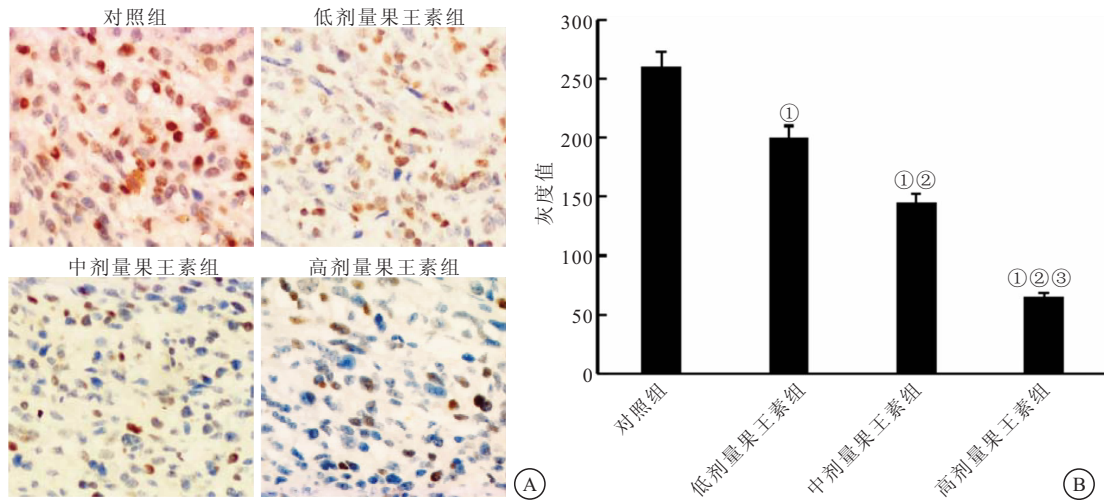 对照组
低剂量果王素组
中剂量果王素组
高剂量果王素组
A
灰度值
300
250
200
150
100
50
0
①
①②
①②③
对照组
低剂量果王素组
中剂量果王素组
高剂量果王素组
B